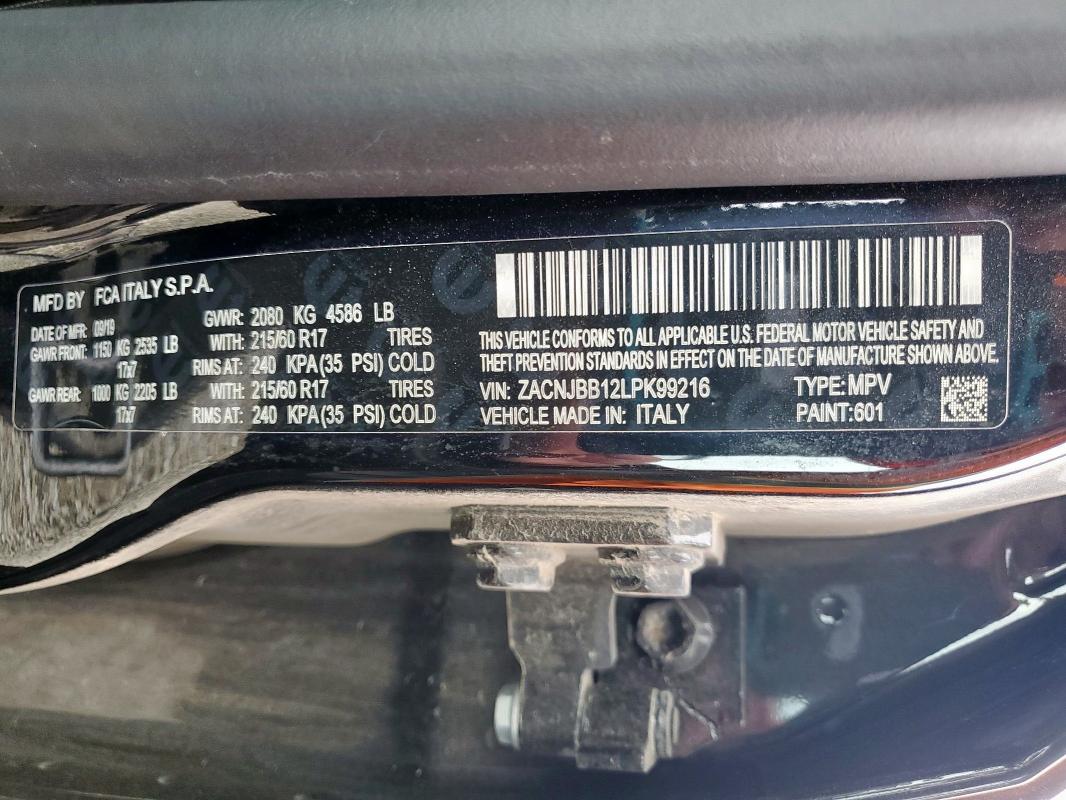 MFD BY FCA ITALY S.P.A.
DATE OF MFR: 09/19 GVWR: 2080 KG 4586 LB
GAWR FRONT: 1150 KG 2535 LB WITH: 215/60 R17 TIRES
17x7 RIMS AT: 240 KPA(35 PSI) COLD
GAWR REAR: 1000 KG 2205 LB WITH: 215/60 R17 TIRES
17x7 RIMS AT: 240 KPA(35 PSI) COLD
THIS VEHICLE CONFORMS TO ALL APPLICABLE U.S. FEDERAL MOTOR VEHICLE SAFETY AND
THEFT PREVENTION STANDARDS IN EFFECT ON THE DATE OF MANUFACTURE SHOWN ABOVE.
VIN: ZACNJBB12LPK99216 TYPE: MPV
VEHICLE MADE IN: ITALY PAINT: 601